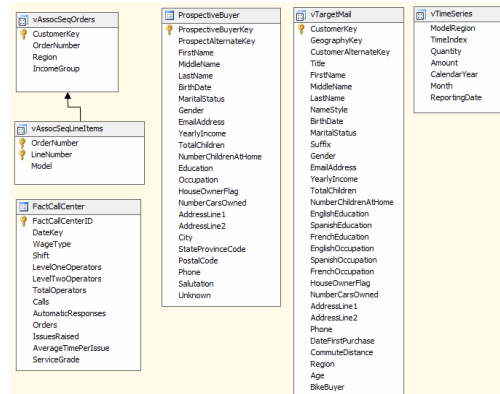 vAssocSeqOrders
CustomerKey
OrderNumber
Region
IncomeGroup
vAssocSeqLineItems
OrderNumber
LineNumber
Model
FactCallCenter
FactCallCenterID
DateKey
WageType
Shift
LevelOneOperators
LevelTwoOperators
TotalOperators
Calls
AutomaticResponses
Orders
IssuesRaised
AverageTimePerIssue
ServiceGrade
ProspectiveBuyer
ProspectiveBuyerKey
ProspectAlternateKey
FirstName
MiddleName
LastName
BirthDate
MaritalStatus
Gender
EmailAddress
YearlyIncome
TotalChildren
NumberChildrenAtHome
Education
Occupation
HouseOwnerFlag
NumberCarsOwned
AddressLine1
AddressLine2
City
StateProvinceCode
PostalCode
Phone
Salutation
Unknown
vTargetMail
CustomerKey
GeographyKey
CustomerAlternateKey
Title
FirstName
MiddleName
LastName
NameStyle
BirthDate
MaritalStatus
Suffix
Gender
EmailAddress
YearlyIncome
TotalChildren
NumberChildrenAtHome
EnglishEducation
SpanishEducation
FrenchEducation
EnglishOccupation
SpanishOccupation
FrenchOccupation
HouseOwnerFlag
NumberCarsOwned
AddressLine1
AddressLine2
Phone
DateFirstPurchase
CommuteDistance
Region
Age
BikeBuyer
vTimeSeries
ModelRegion
TimeIndex
Quantity
Amount
CalendarYear
Month
ReportingDate